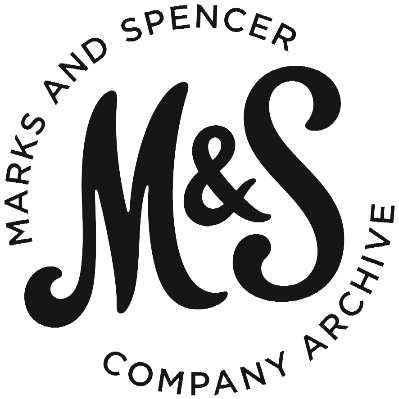 MARKS AND SPENCER
M&S
COMPANY ARCHIVE